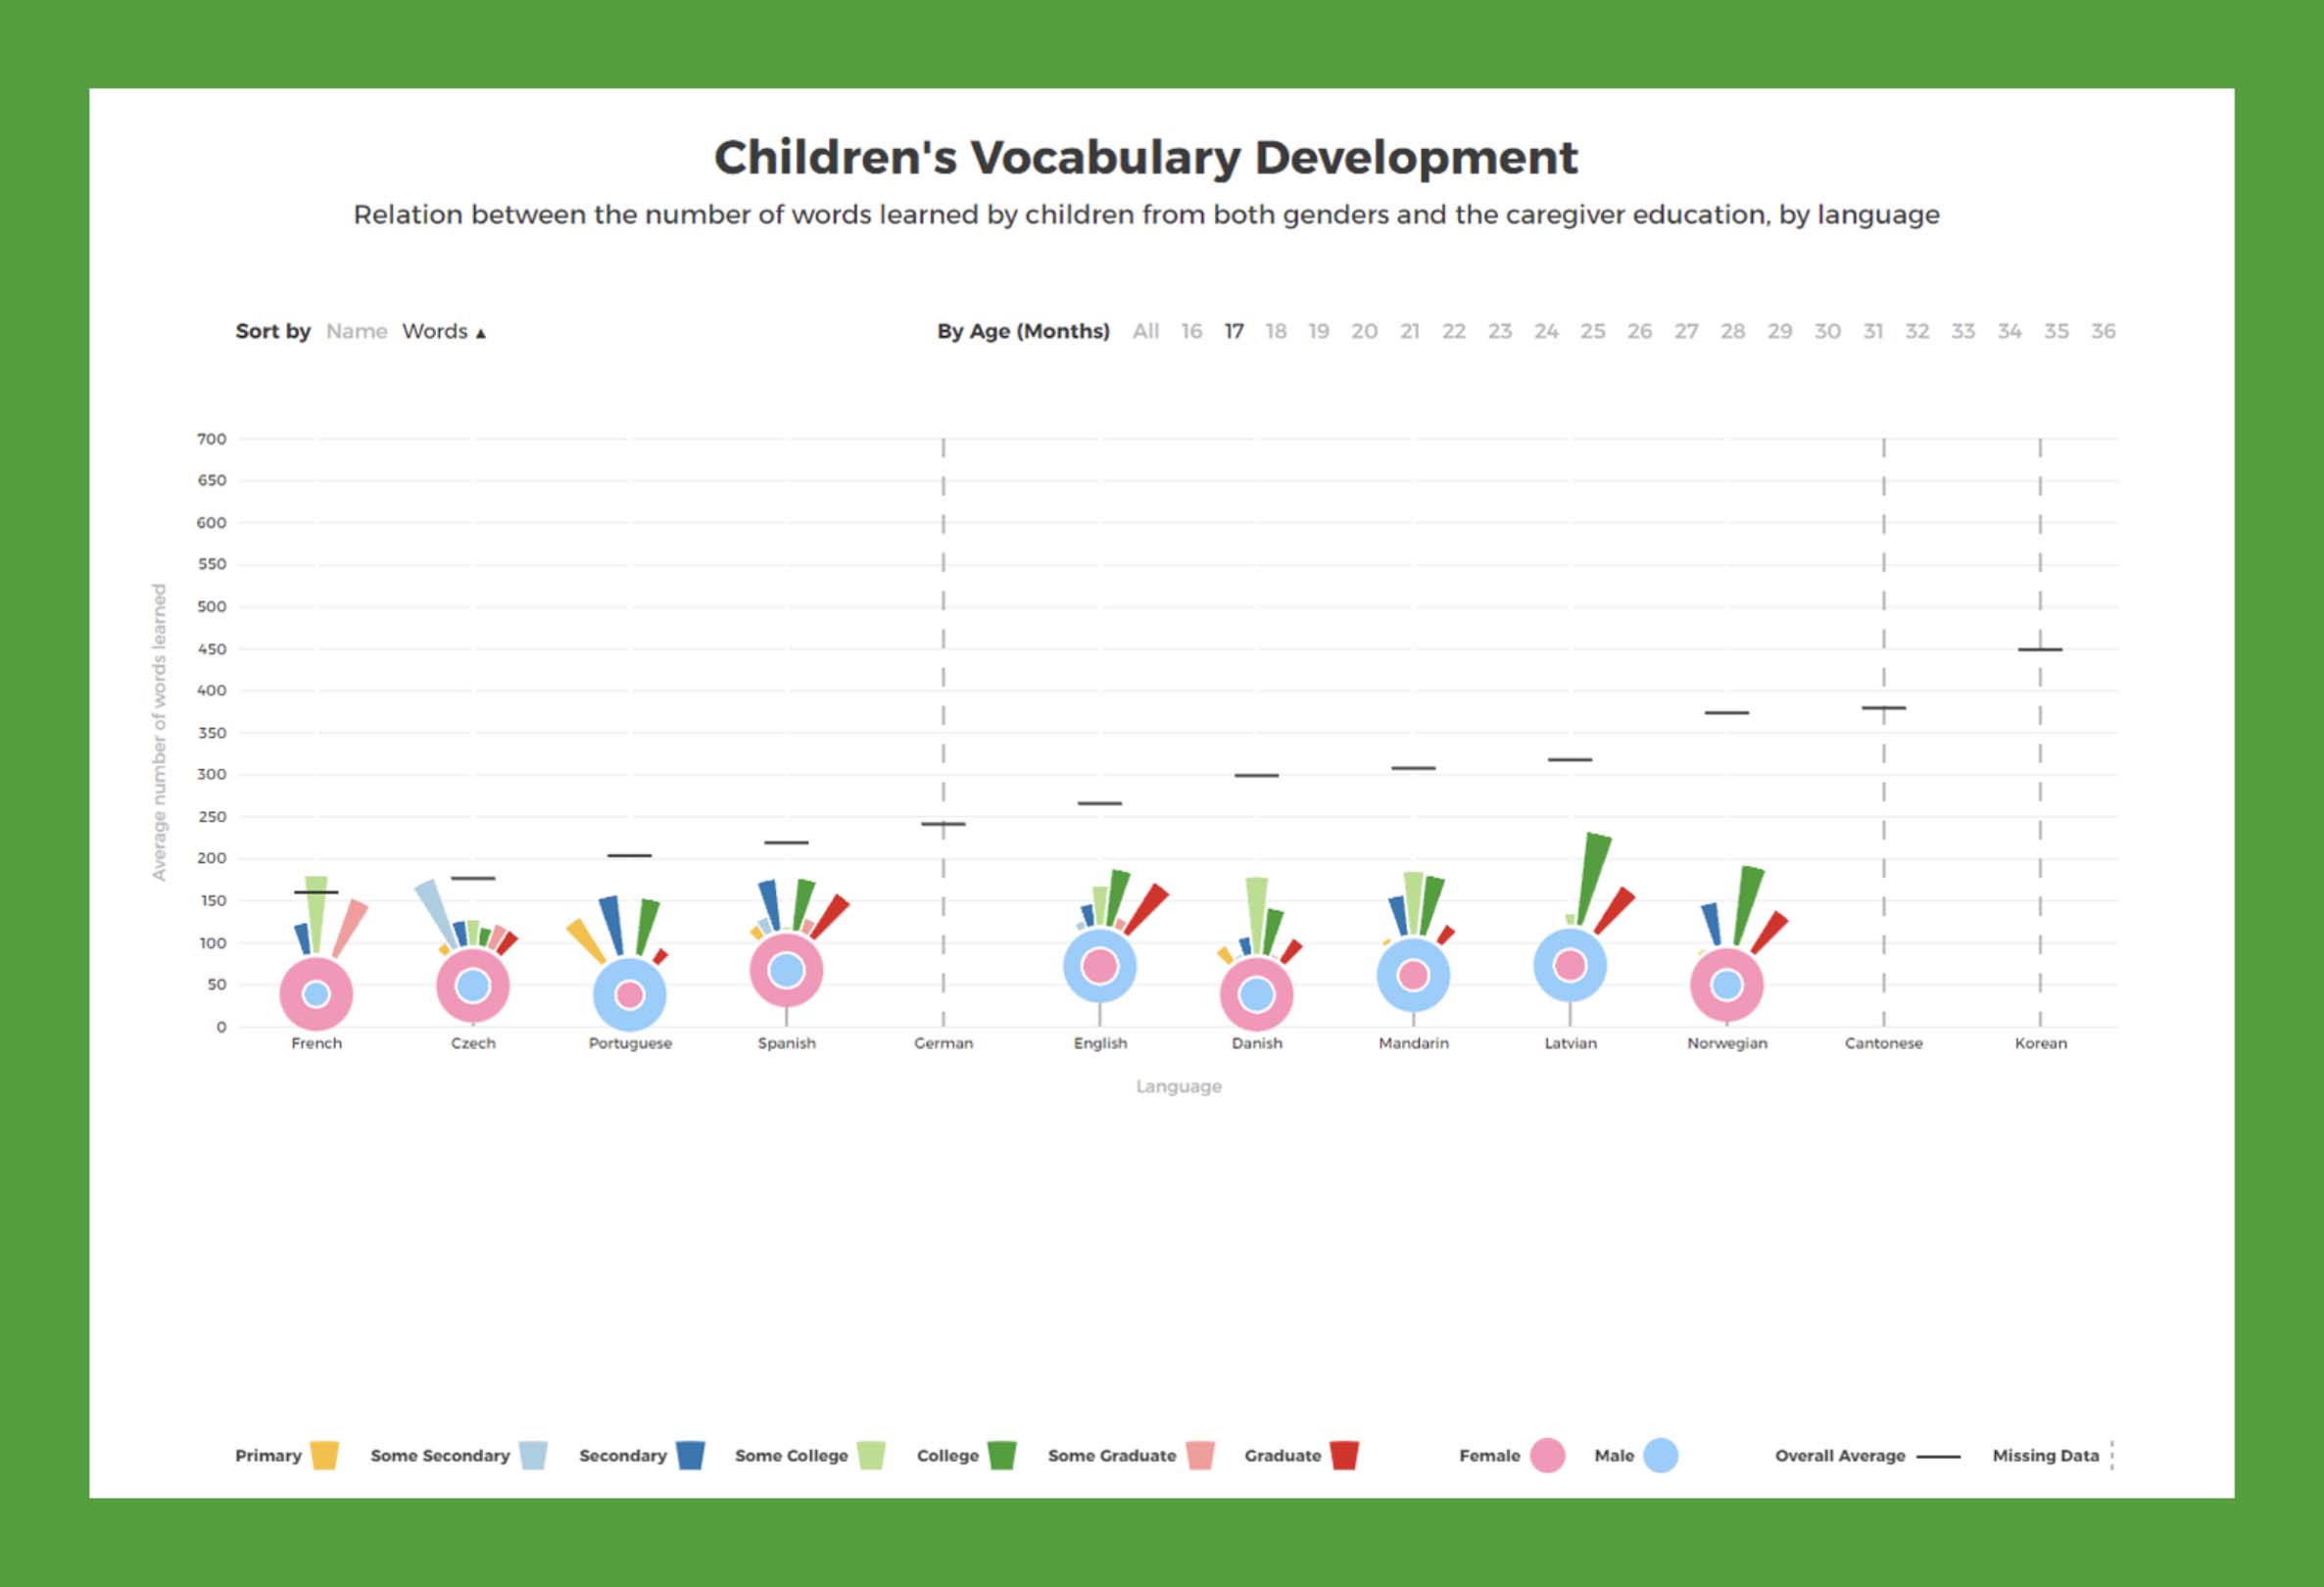 Children's Vocabulary Development
Relation between the number of words learned by children from both genders and the caregiver education, by language
Sort by Name Words ▲
By Age (Months) All 16 17 18 19 20 21 22 23 24 25 26 27 28 29 30 31 32 33 34 35 36
Average number of words learned
700
650
600
550
500
450
400
350
300
250
200
150
100
50
0
French Czech Portuguese Spanish German English Danish Mandarin Latvian Norwegian Cantonese Korean
Language
Primary Some Secondary Secondary Some College College Some Graduate Graduate Female Male Overall Average Missing Data